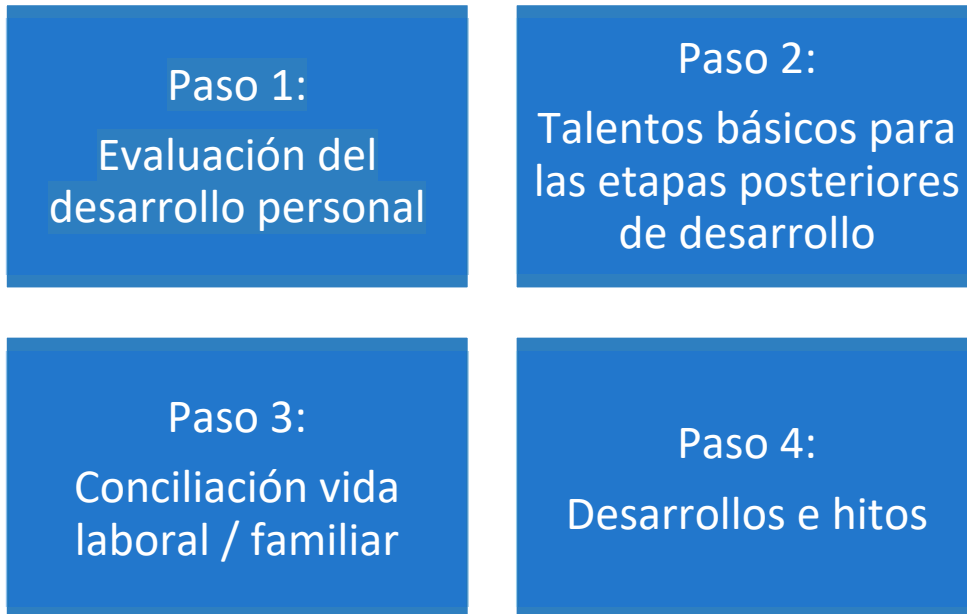 Paso 1:
Evaluación del
desarrollo personal
Paso 2:
Talentos básicos para
las etapas posteriores
de desarrollo
Paso 3:
Conciliación vida
laboral / familiar
Paso 4:
Desarrollos e hitos